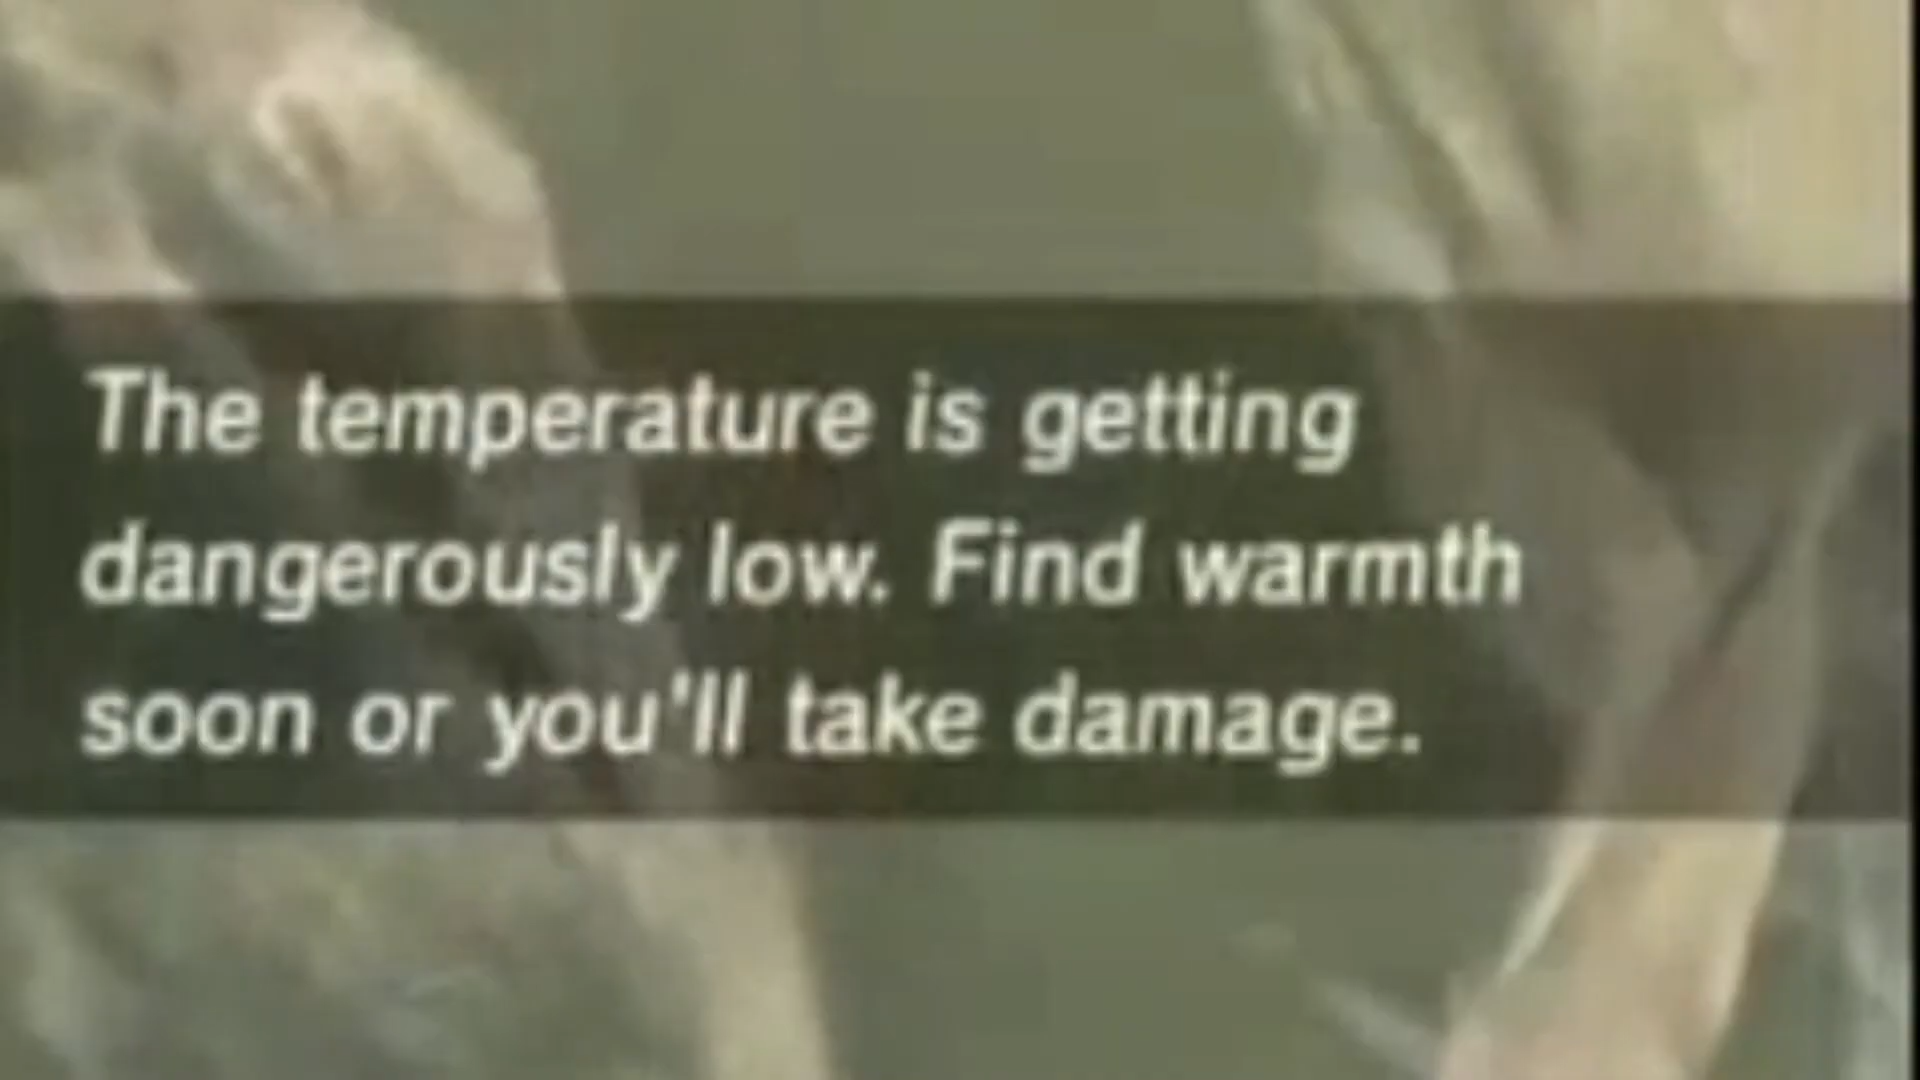 The temperature is getting
dangerously low. Find warmth
soon or you'll take damage.